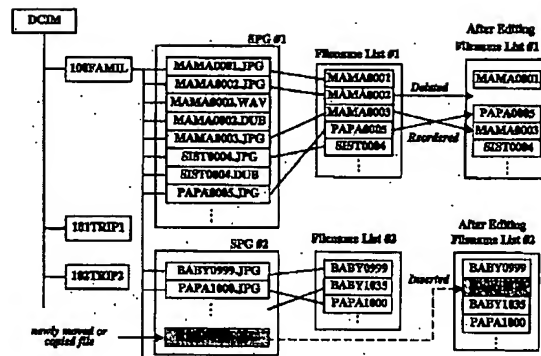 DCIM
SPG #1
Filename List #1
After Editing
Filename List #1
100FAMIL
MAMA0001.JPG
MAMA0002.JPG
MAMA0002.WAV
MAMA0002.DUB
MAMA0003.JPG
SIST0004.JPG
SIST0004.DUB
PAPA0005.JPG
MAMA0001
MAMA0002
MAMA0003
PAPA0025
SIST0004
Deleted
Reordered
MAMA0001
PAPA0005
MAMA0003
SIST0004
101TRIP1
102TRIP2
SPG #2
Filename List #2
After Editing
Filename List #2
BABY0999.JPG
PAPA1000.JPG
BABY0999
BABY1035
PAPA1000
Inserted
BABY0999
BABY1035
PAPA1000
newly moved or
copied file